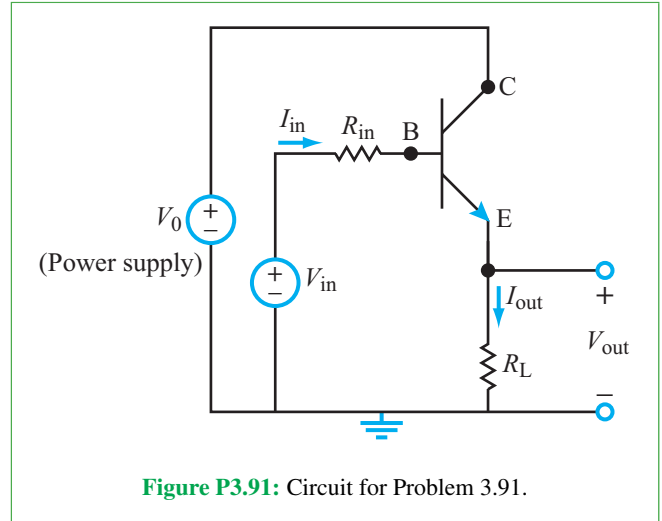 C
I_in
R_in
B
V_0
+
−
(Power supply)
E
+
−
V_in
I_out
+
V_out
R_L
−
Figure P3.91: Circuit for Problem 3.91.